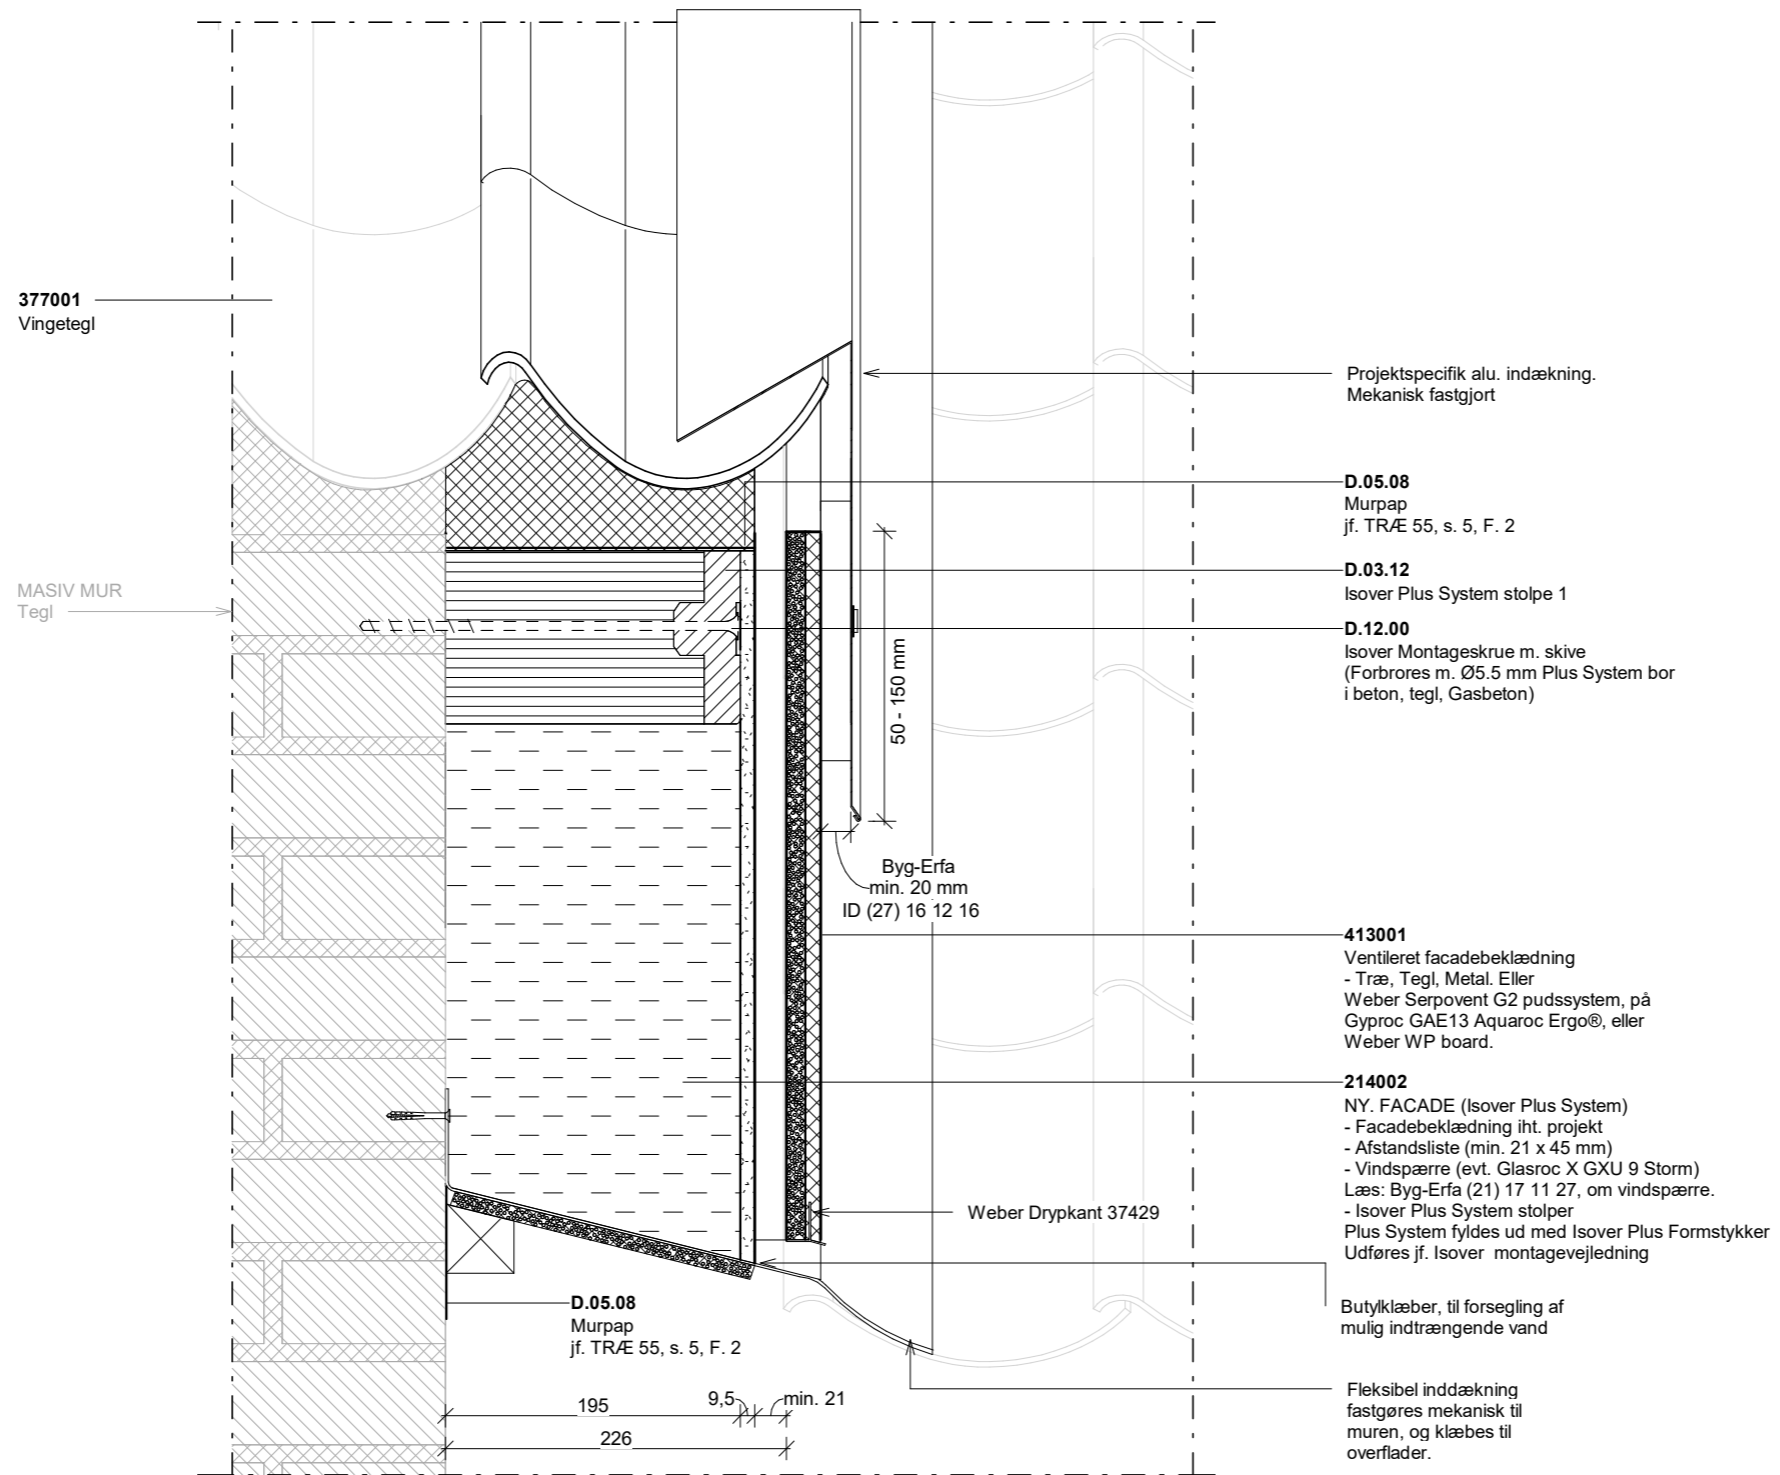 377001
Vingetegl
MASIV MUR
Tegl
Projektspecifik alu. indækning.
Mekanisk fastgjort
D.05.08
Murpap
jf. TRÆ 55, s. 5, F. 2
D.03.12
Isover Plus System stolpe 1
D.12.00
Isover Montageskrue m. skive
(Forbrores m. Ø5.5 mm Plus System bor
i beton, tegl, Gasbeton)
50 - 150 mm
Byg-Erfa
min. 20 mm
ID (27) 16 12 16
413001
Ventileret facadebeklædning
- Træ, Tegl, Metal. Eller
Weber Serpovent G2 pudssystem, på
Gyproc GAE13 Aquaroc Ergo®, eller
Weber WP board.
214002
NY. FACADE (Isover Plus System)
- Facadebeklædning iht. projekt
- Afstandsliste (min. 21 x 45 mm)
- Vindspærre (evt. Glasroc X GXU 9 Storm)
Læs: Byg-Erfa (21) 17 11 27, om vindspærre.
- Isover Plus System stolper
Plus System fyldes ud med Isover Plus Formstykker
Udføres jf. Isover montagevejledning
Weber Drypkant 37429
D.05.08
Murpap
jf. TRÆ 55, s. 5, F. 2
Butylklæber, til forsegling af
mulig indtrængende vand
Fleksibel inddækning
fastgøres mekanisk til
muren, og klæbes til
overflader.
195
9,5
min. 21
226